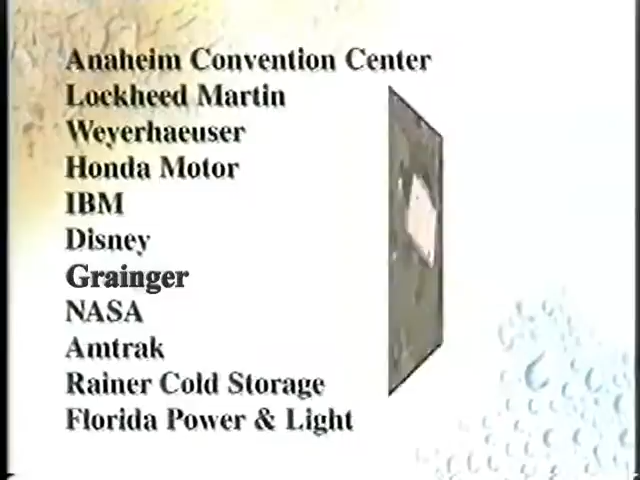 Anaheim Convention Center
Lockheed Martin
Weyerhaeuser
Honda Motor
IBM
Disney
Grainger
NASA
Amtrak
Rainer Cold Storage
Florida Power & Light